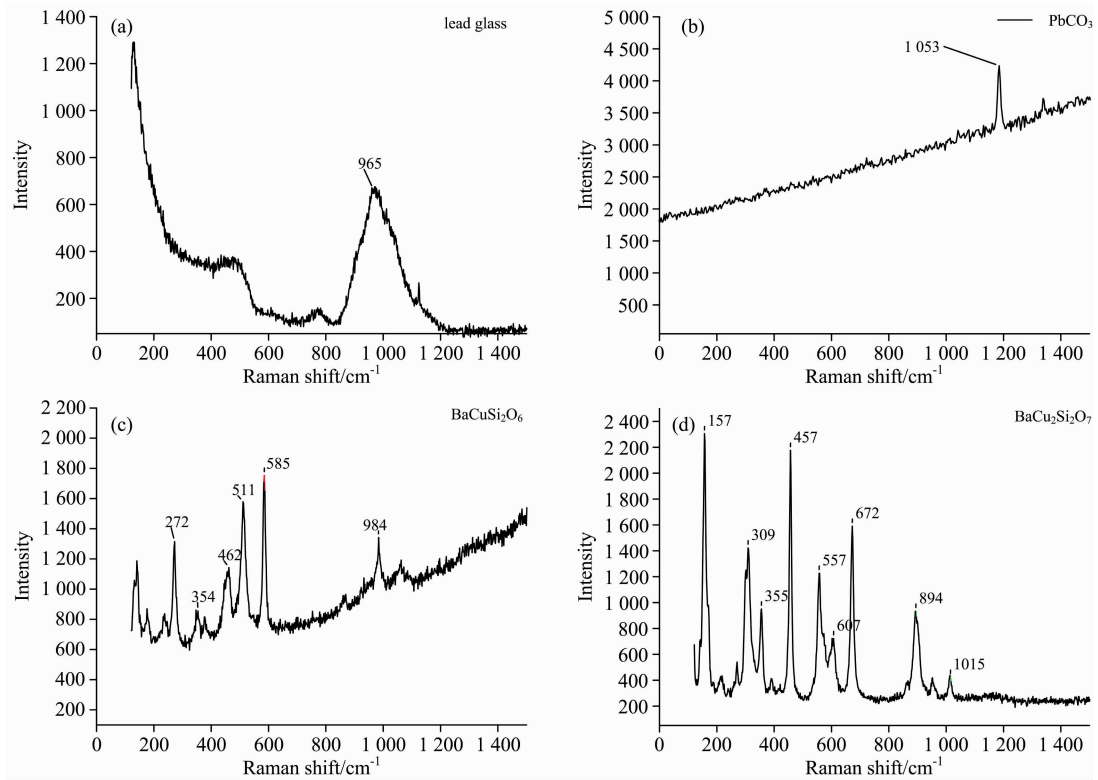 (a)
lead glass
1 400
1 200
1 000
800
600
400
200
965
Intensity
0 200 400 600 800 1 000 1 200 1 400
Raman shift/cm⁻¹
(b)
PbCO₃
5 000
4 500
4 000
3 500
3 000
2 500
2 000
1 500
1 000
500
1 053
Intensity
0 200 400 600 800 1 000 1 200 1 400
Raman shift/cm⁻¹
(c)
BaCuSi₂O₆
2 200
2 000
1 800
1 600
1 400
1 200
1 000
800
600
400
200
272
354
462
511
585
984
Intensity
0 200 400 600 800 1 000 1 200 1 400
Raman shift/cm⁻¹
(d)
BaCu₂Si₂O₇
2 400
2 200
2 000
1 800
1 600
1 400
1 200
1 000
800
600
400
200
157
309
355
457
557
607
672
894
1015
Intensity
0 200 400 600 800 1 000 1 200 1 400
Raman shift/cm⁻¹